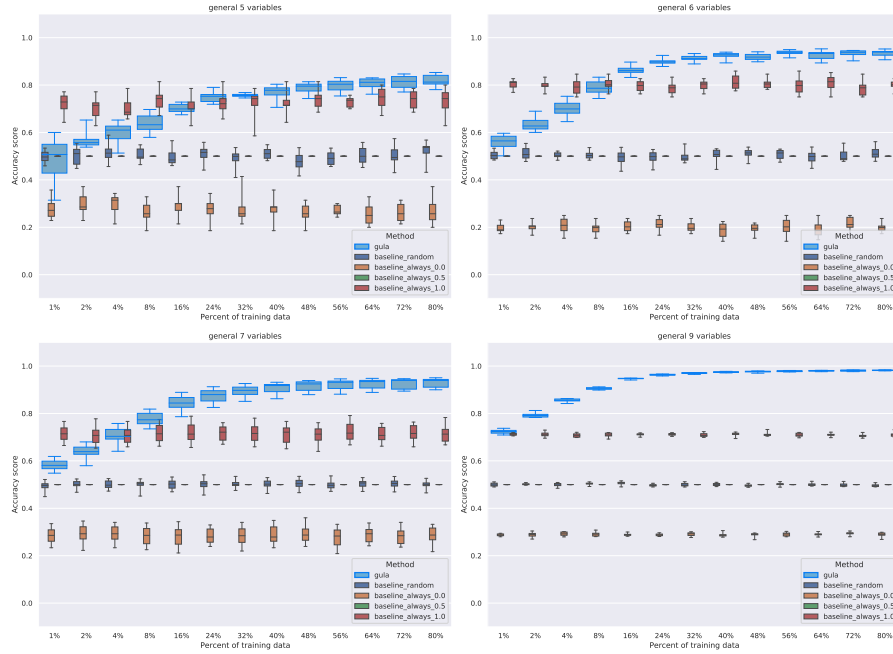 general 5 variables
1.0
0.8
0.6
0.4
0.2
0.0
Accuracy score
Method
gula
baseline_random
baseline_always_0.0
baseline_always_0.5
baseline_always_1.0
1% 2% 4% 8% 16% 24% 32% 40% 48% 56% 64% 72% 80%
Percent of training data
general 6 variables
1.0
0.8
0.6
0.4
0.2
0.0
Accuracy score
Method
gula
baseline_random
baseline_always_0.0
baseline_always_0.5
baseline_always_1.0
1% 2% 4% 8% 16% 24% 32% 40% 48% 56% 64% 72% 80%
Percent of training data
general 7 variables
1.0
0.8
0.6
0.4
0.2
0.0
Accuracy score
Method
gula
baseline_random
baseline_always_0.0
baseline_always_0.5
baseline_always_1.0
1% 2% 4% 8% 16% 24% 32% 40% 48% 56% 64% 72% 80%
Percent of training data
general 9 variables
1.0
0.8
0.6
0.4
0.2
0.0
Accuracy score
Method
gula
baseline_random
baseline_always_0.0
baseline_always_0.5
baseline_always_1.0
1% 2% 4% 8% 16% 24% 32% 40% 48% 56% 64% 72% 80%
Percent of training data